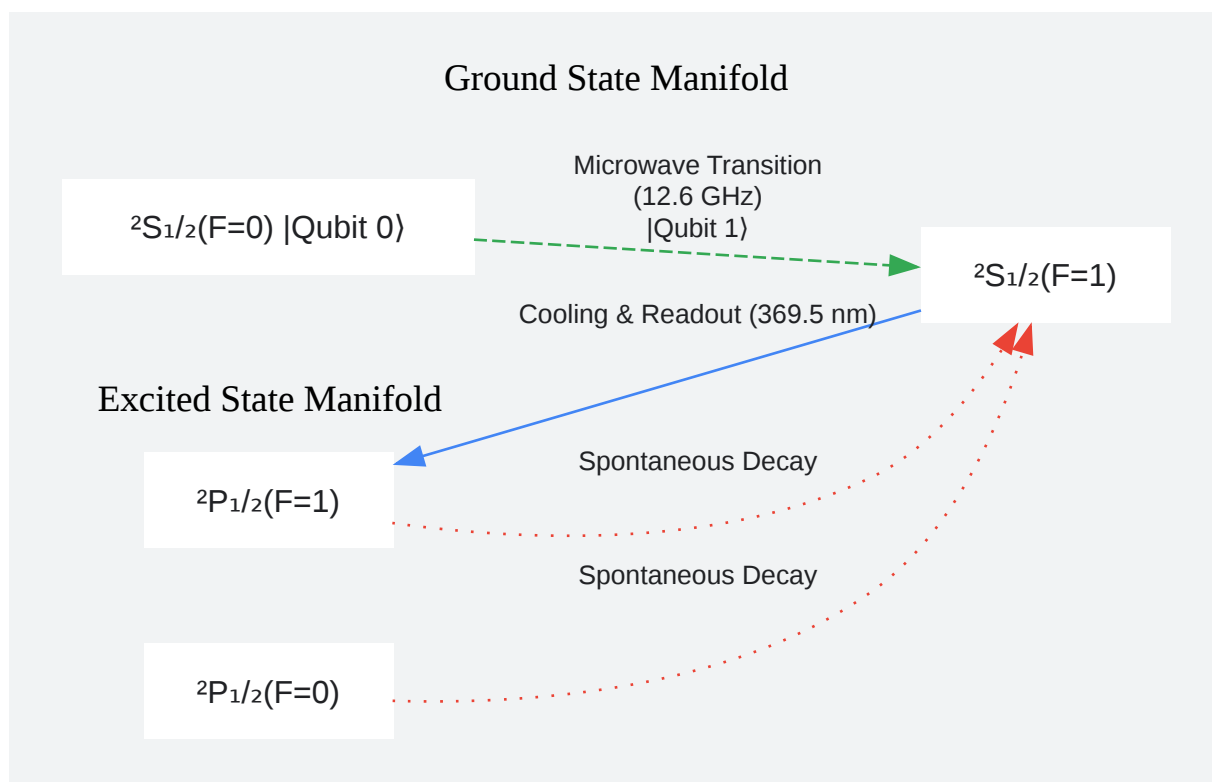 Ground State Manifold
Microwave Transition
(12.6 GHz)
|Qubit 1⟩
²S₁/₂(F=0) |Qubit 0⟩
²S₁/₂(F=1)
Cooling & Readout (369.5 nm)
Excited State Manifold
Spontaneous Decay
²P₁/₂(F=1)
Spontaneous Decay
²P₁/₂(F=0)